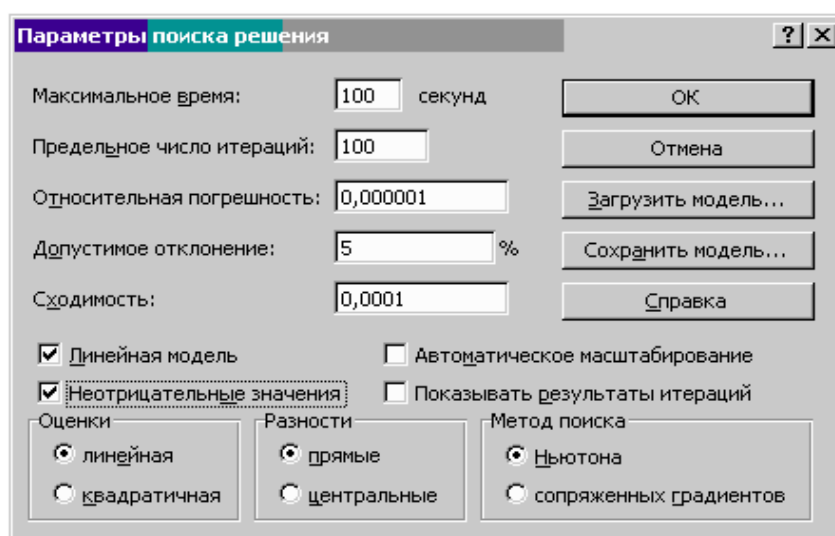 Параметры поиска решения
? X
Максимальное время: 100 секунд
OK
Предельное число итераций: 100
Отмена
Относительная погрешность: 0,000001
Загрузить модель...
Допустимое отклонение: 5 %
Сохранить модель...
Сходимость: 0,0001
Справка
Линейная модель
Автоматическое масштабирование
Неотрицательные значения
Показывать результаты итераций
Оценки
Разности
Метод поиска
линейная
прямые
Ньютона
квадратичная
центральные
сопряженных градиентов